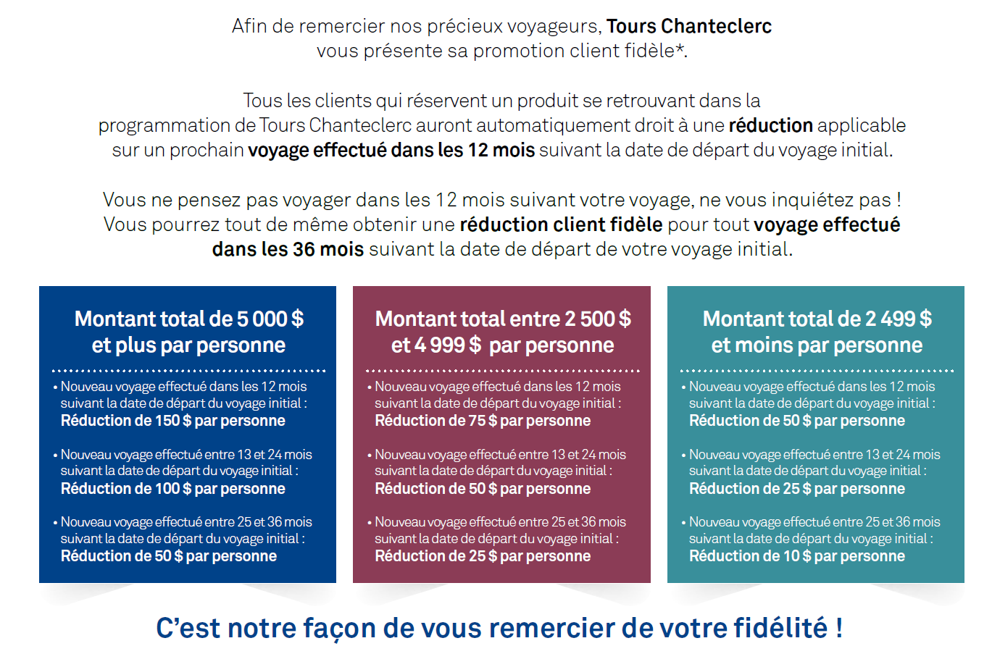 Afin de remercier nos précieux voyageurs, Tours Chanteclerc
vous présente sa promotion client fidèle*.
Tous les clients qui réservent un produit se retrouvant dans la
programmation de Tours Chanteclerc auront automatiquement droit à une réduction applicable
sur un prochain voyage effectué dans les 12 mois suivant la date de départ du voyage initial.
Vous ne pensez pas voyager dans les 12 mois suivant votre voyage, ne vous inquiétez pas !
Vous pourrez tout de même obtenir une réduction client fidèle pour tout voyage effectué
dans les 36 mois suivant la date de départ de votre voyage initial.
Montant total de 5 000 $
et plus par personne
• Nouveau voyage effectué dans les 12 mois
suivant la date de départ du voyage initial :
Réduction de 150 $ par personne
• Nouveau voyage effectué entre 13 et 24 mois
suivant la date de départ du voyage initial :
Réduction de 100 $ par personne
• Nouveau voyage effectué entre 25 et 36 mois
suivant la date de départ du voyage initial :
Réduction de 50 $ par personne
Montant total entre 2 500 $
et 4 999 $ par personne
• Nouveau voyage effectué dans les 12 mois
suivant la date de départ du voyage initial :
Réduction de 75 $ par personne
• Nouveau voyage effectué entre 13 et 24 mois
suivant la date de départ du voyage initial :
Réduction de 50 $ par personne
• Nouveau voyage effectué entre 25 et 36 mois
suivant la date de départ du voyage initial :
Réduction de 25 $ par personne
Montant total de 2 499 $
et moins par personne
• Nouveau voyage effectué dans les 12 mois
suivant la date de départ du voyage initial :
Réduction de 50 $ par personne
• Nouveau voyage effectué entre 13 et 24 mois
suivant la date de départ du voyage initial :
Réduction de 25 $ par personne
• Nouveau voyage effectué entre 25 et 36 mois
suivant la date de départ du voyage initial :
Réduction de 10 $ par personne
C’est notre façon de vous remercier de votre fidélité !